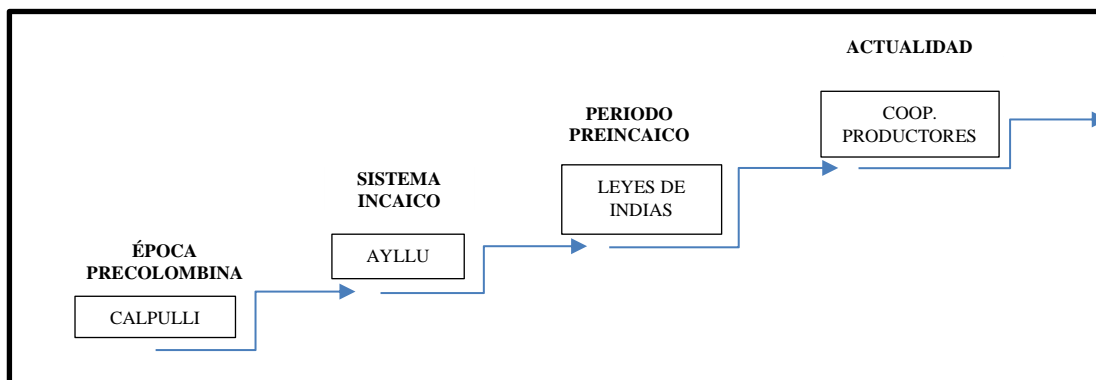 ÉPOCA
PRECOLOMBINA
CALPULLI
SISTEMA
INCAICO
AYLLU
PERIODO
PREINCAICO
LEYES DE
INDIAS
ACTUALIDAD
COOP.
PRODUCTORES